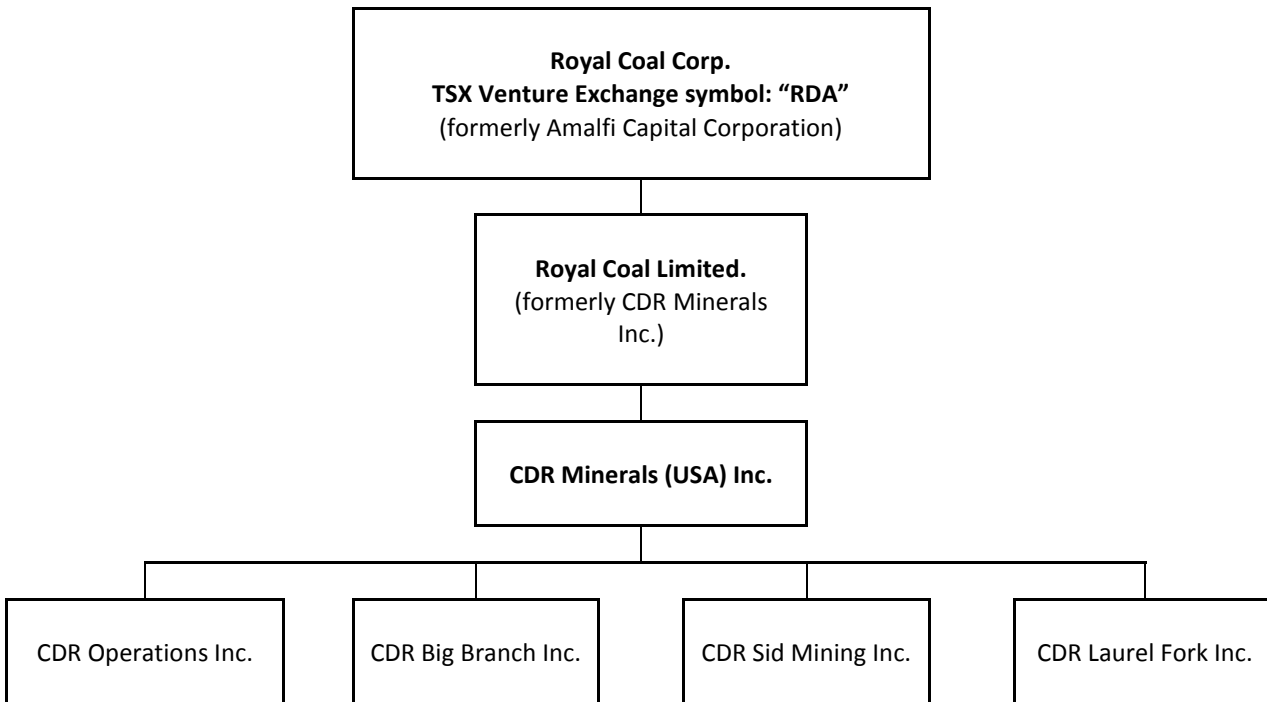 Royal Coal Corp.
TSX Venture Exchange symbol: “RDA”
(formerly Amalfi Capital Corporation)
Royal Coal Limited.
(formerly CDR Minerals
Inc.)
CDR Minerals (USA) Inc.
CDR Operations Inc.
CDR Big Branch Inc.
CDR Sid Mining Inc.
CDR Laurel Fork Inc.